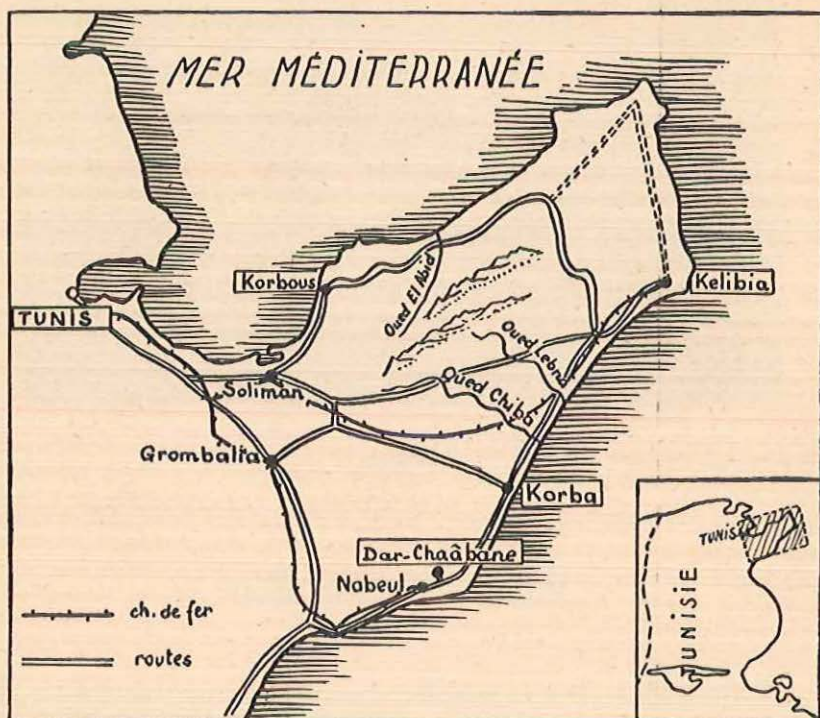 MER MÉDITERRANÉE
Korbous
Oued El Abid
Kelibia
TUNIS
Oued Lebna
Soliman
Oued Chiba
Grombalia
Korba
Dar-Chaâbane
Nabeul
ch. de fer
routes
TUNIS
TUNISIE